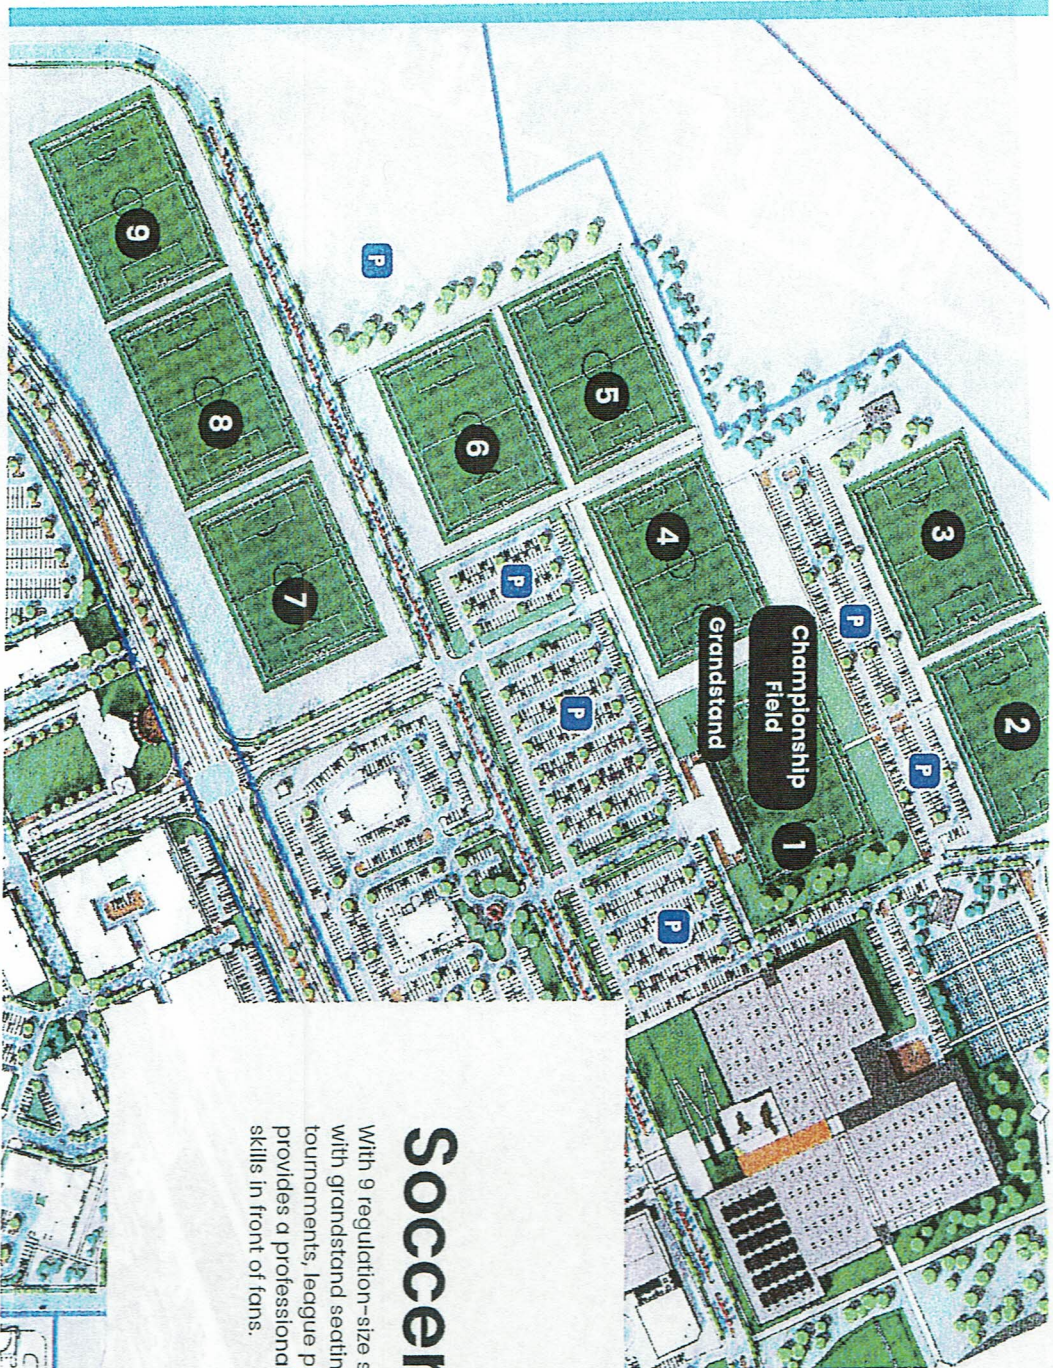 9
8
7
P
5
6
4
P
P
P
3
2
P
P
Championship
Field
Grandstand
1
Soccer
With 9 regulation-size s
with grandstand seatin
tournaments, league p
provides a professiona
skills in front of fans.